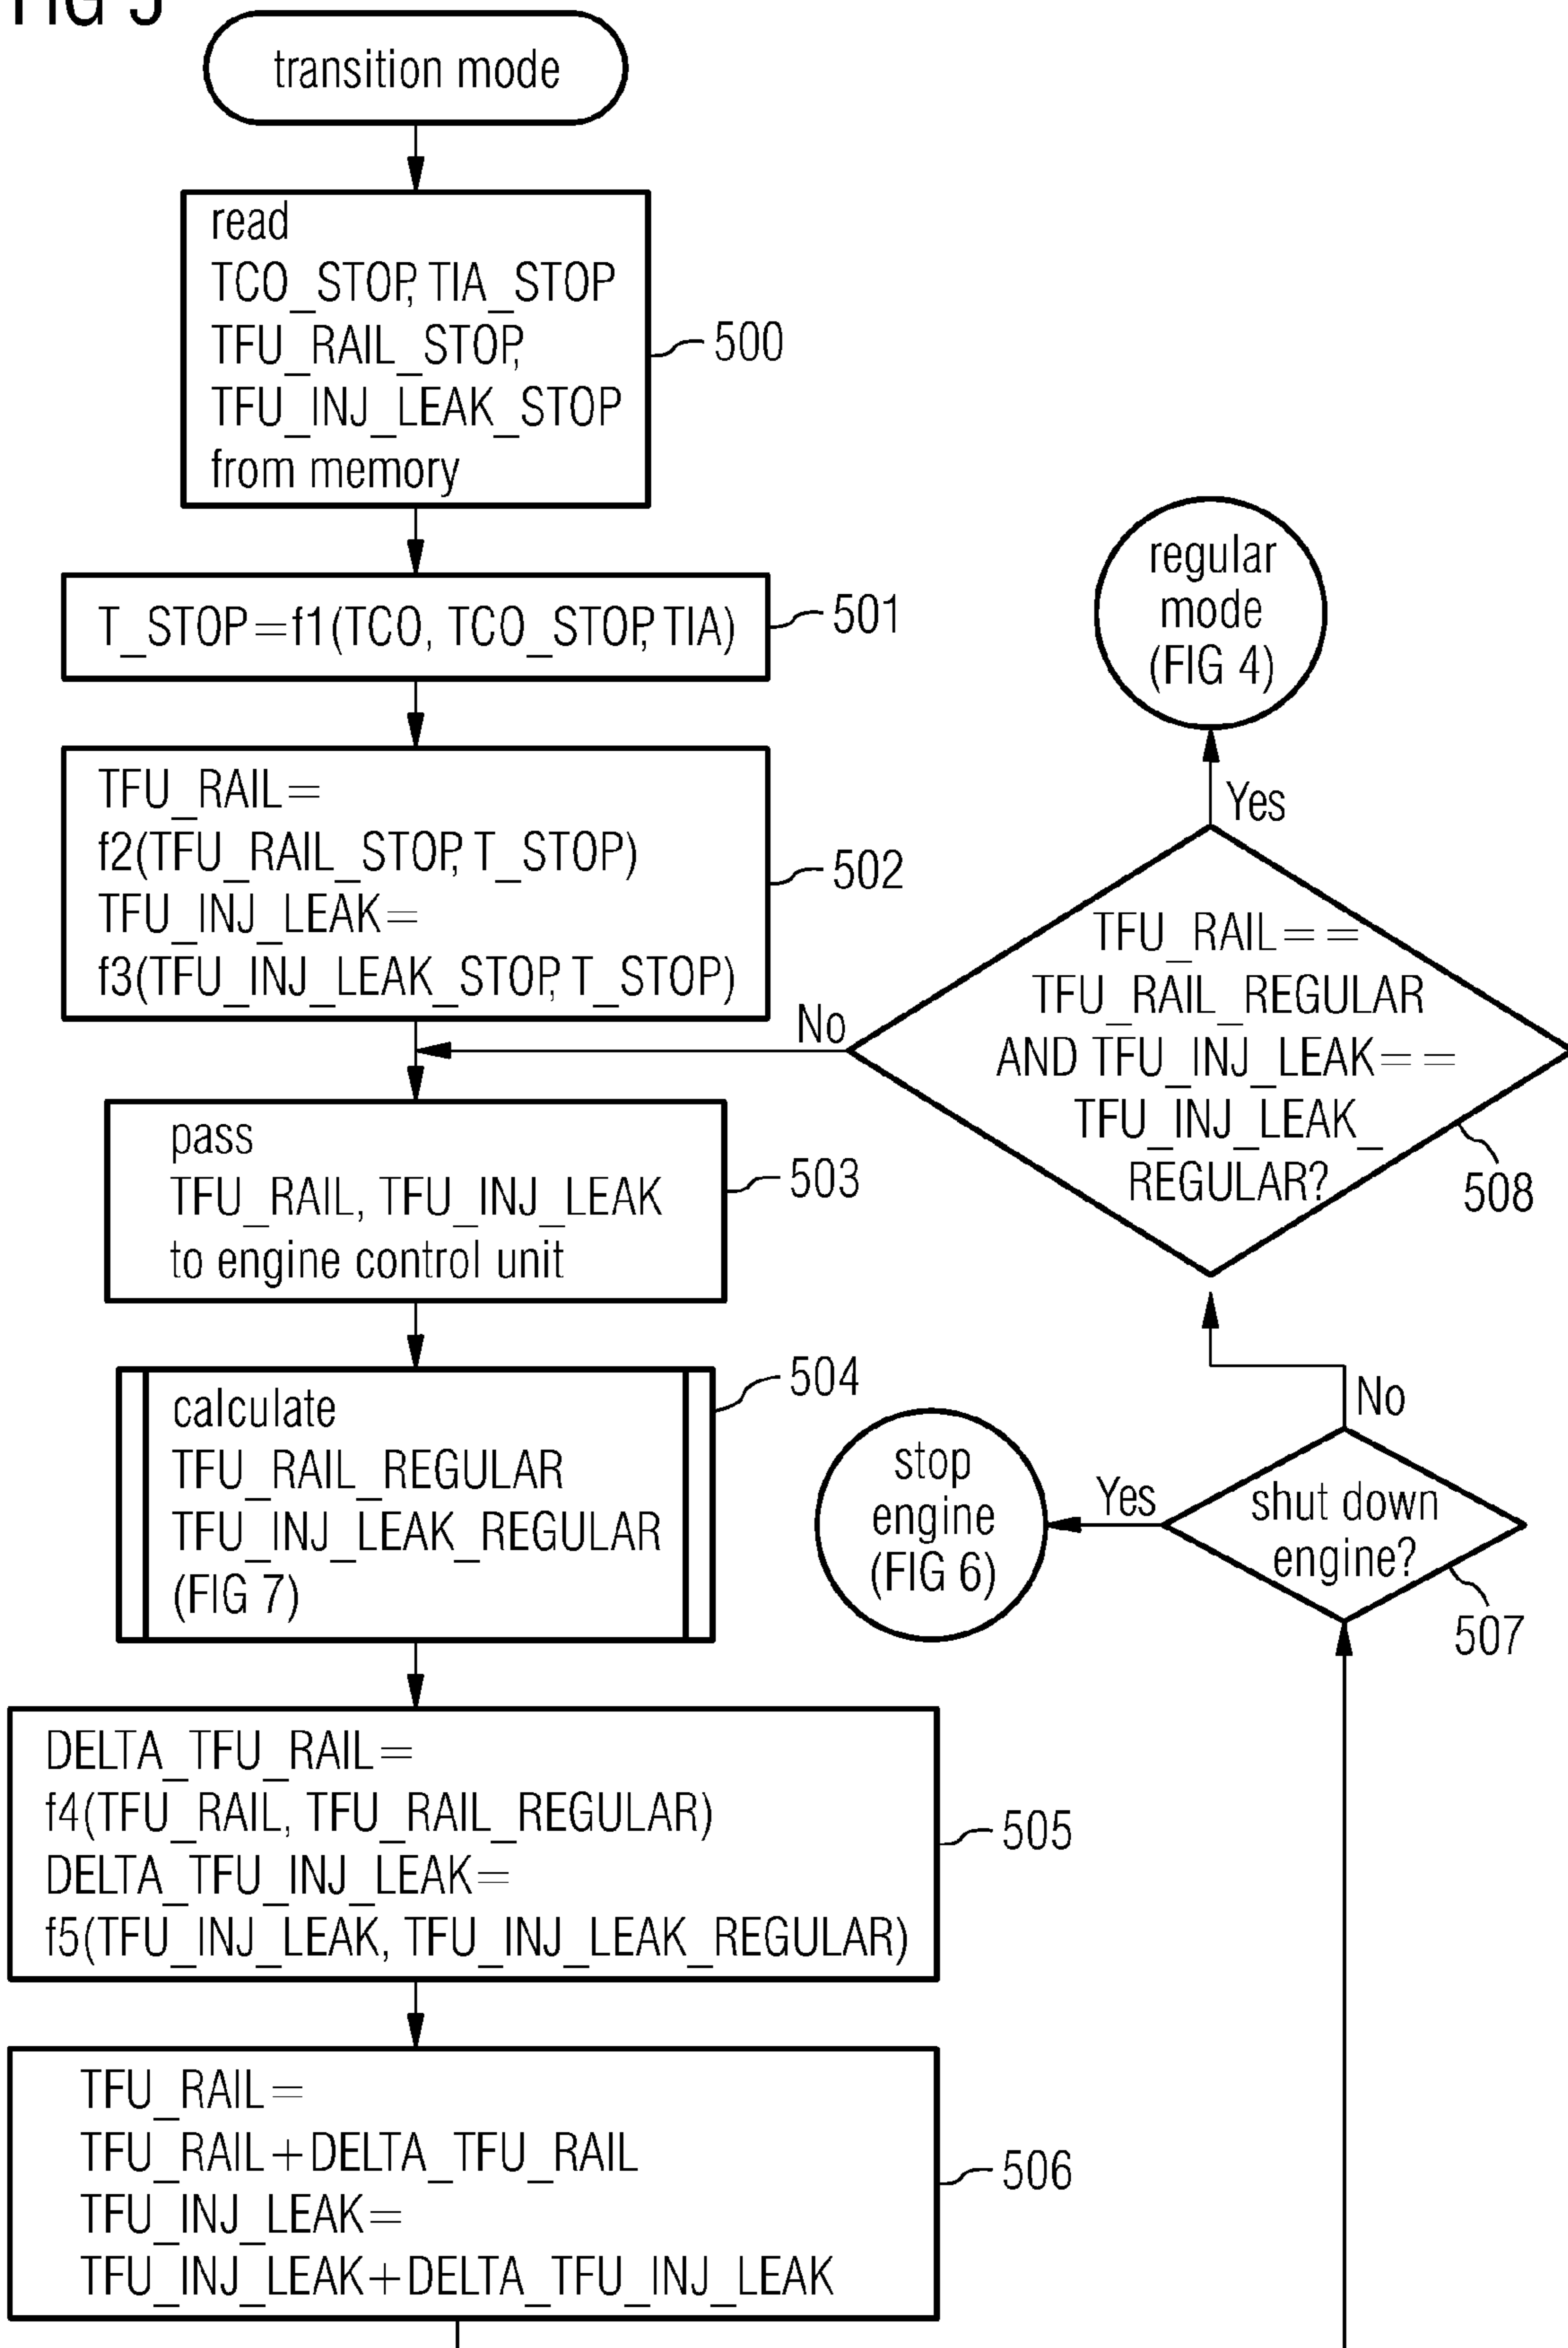 FIG 5
transition mode
read
TCO_STOP, TIA_STOP
TFU_RAIL_STOP,
TFU_INJ_LEAK_STOP
from memory
500
T_STOP=f1(TCO, TCO_STOP, TIA)
501
TFU_RAIL=
f2(TFU_RAIL_STOP, T_STOP)
TFU_INJ_LEAK=
f3(TFU_INJ_LEAK_STOP, T_STOP)
502
pass
TFU_RAIL, TFU_INJ_LEAK
to engine control unit
503
calculate
TFU_RAIL_REGULAR
TFU_INJ_LEAK_REGULAR
(FIG 7)
504
DELTA_TFU_RAIL=
f4(TFU_RAIL, TFU_RAIL_REGULAR)
DELTA_TFU_INJ_LEAK=
f5(TFU_INJ_LEAK, TFU_INJ_LEAK_REGULAR)
505
TFU_RAIL=
TFU_RAIL+DELTA_TFU_RAIL
TFU_INJ_LEAK=
TFU_INJ_LEAK+DELTA_TFU_INJ_LEAK
506
shut down
engine?
507
Yes
stop
engine
(FIG 6)
No
TFU_RAIL==
TFU_RAIL_REGULAR
AND TFU_INJ_LEAK==
TFU_INJ_LEAK_
REGULAR?
508
No
Yes
regular
mode
(FIG 4)